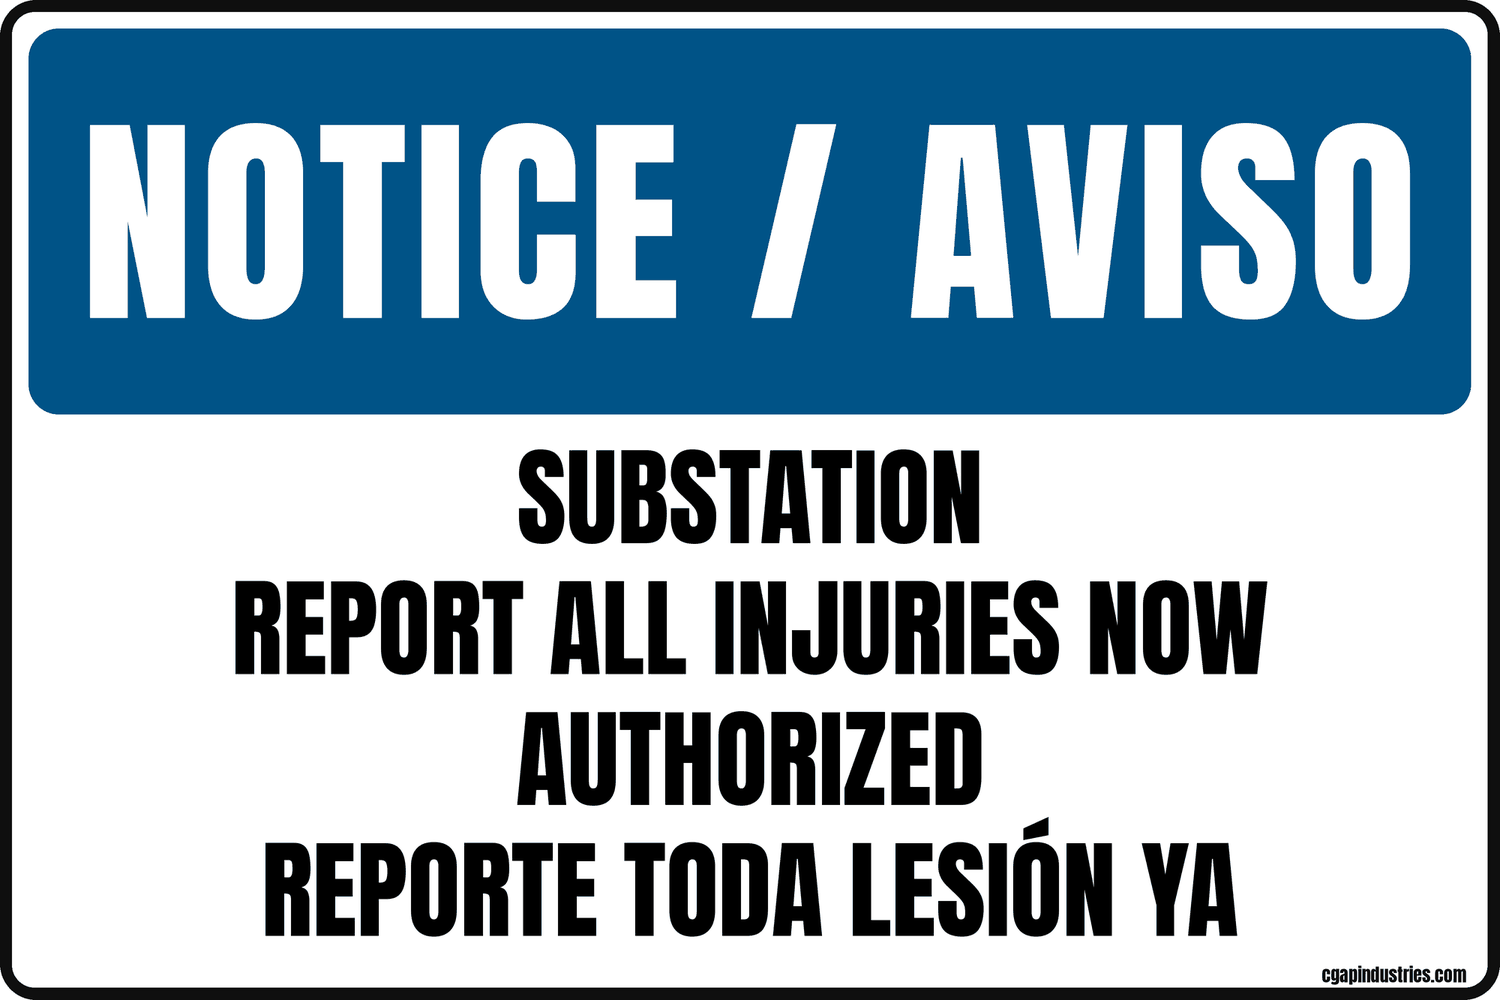 NOTICE / AVISO
SUBSTATION
REPORT ALL INJURIES NOW
AUTHORIZED
REPORTE TODA LESIÓN YA
cgapindustries.com